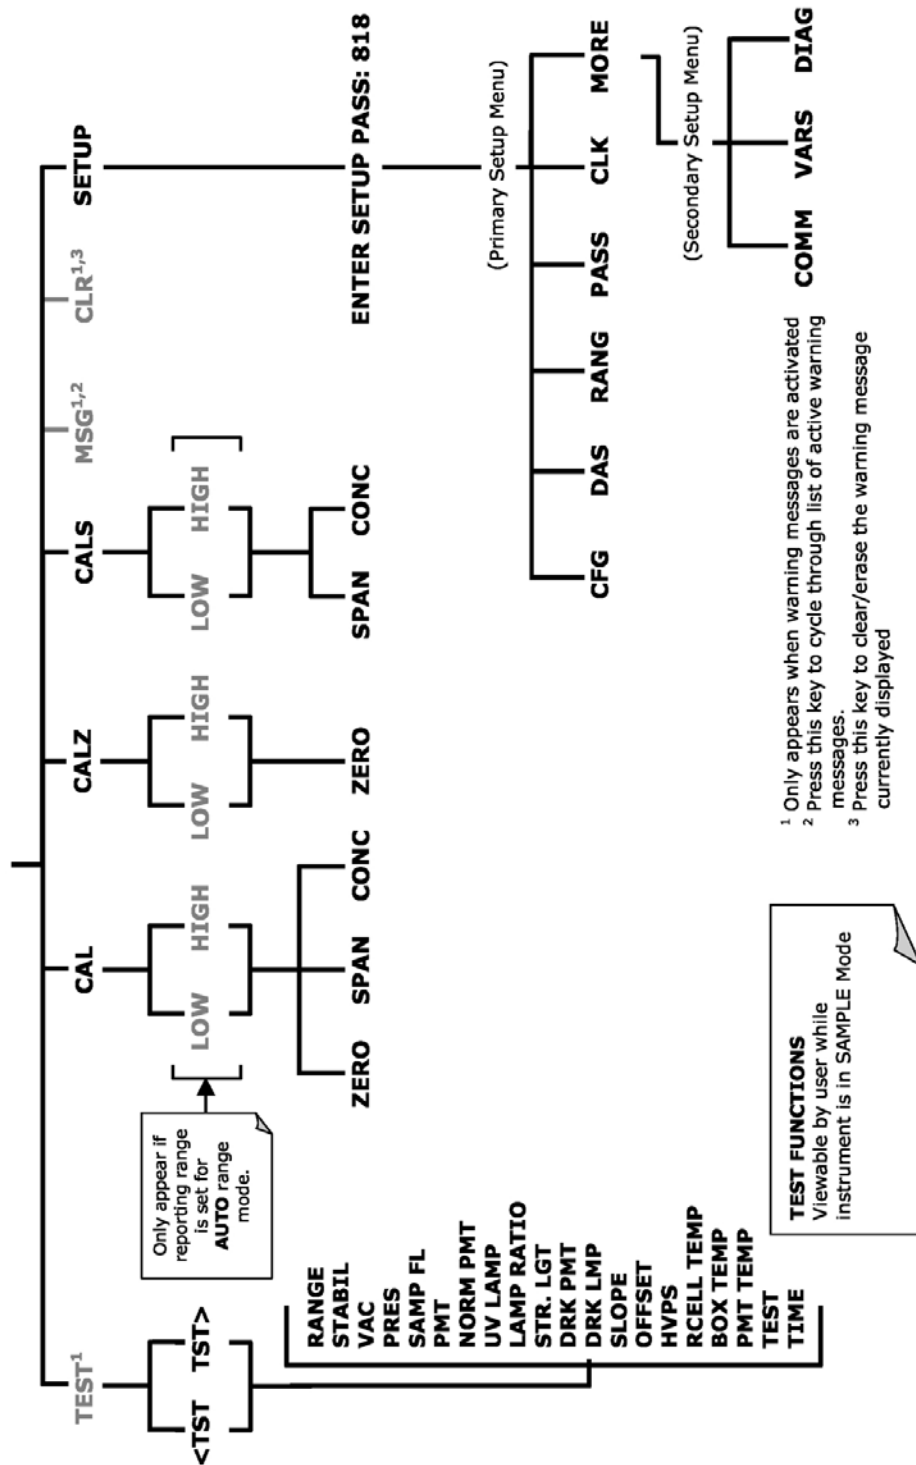 TEST¹
CAL
CALZ
CALS
MSG¹,²
CLR¹,³
SETUP
<TST
TST>
Only appear if
reporting range
is set for
AUTO range
mode.
LOW
HIGH
LOW
HIGH
LOW
HIGH
ZERO
SPAN
CONC
ZERO
SPAN
CONC
ENTER SETUP PASS: 818
RANGE
STABIL
VAC
PRES
SAMP FL
PMT
NORM PMT
UV LAMP
LAMP RATIO
STR. LGT
DRK PMT
DRK LMP
SLOPE
OFFSET
HVPS
RCELL TEMP
BOX TEMP
PMT TEMP
TEST
TIME
(Primary Setup Menu)
CFG
DAS
RANG
PASS
CLK
MORE
(Secondary Setup Menu)
COMM
VARS
DIAG
TEST FUNCTIONS
Viewable by user while
instrument is in SAMPLE Mode
¹ Only appears when warning messages are activated
² Press this key to cycle through list of active warning
messages.
³ Press this key to clear/erase the warning message
currently displayed